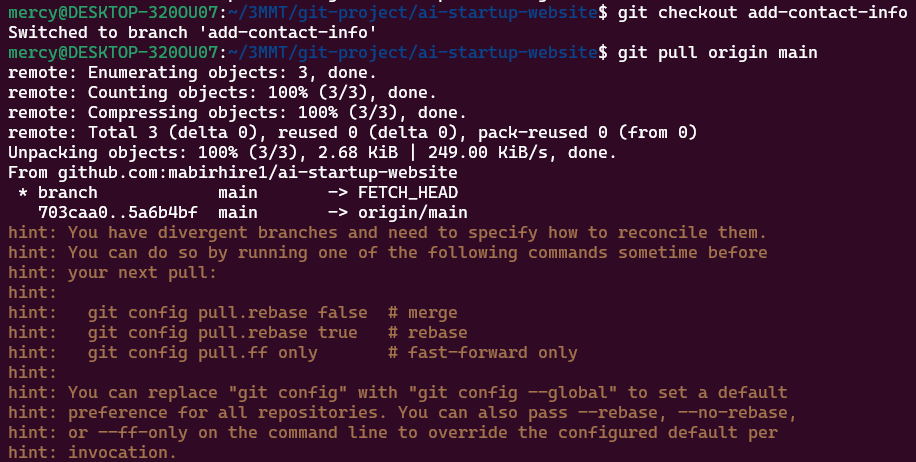 mercy@DESKTOP-320OU07:~/3MMT/git-project/ai-startup-website$ git checkout add-contact-info
Switched to branch 'add-contact-info'
mercy@DESKTOP-320OU07:~/3MMT/git-project/ai-startup-website$ git pull origin main
remote: Enumerating objects: 3, done.
remote: Counting objects: 100% (3/3), done.
remote: Compressing objects: 100% (3/3), done.
remote: Total 3 (delta 0), reused 0 (delta 0), pack-reused 0 (from 0)
Unpacking objects: 100% (3/3), 2.68 KiB | 249.00 KiB/s, done.
From github.com:mabirhire1/ai-startup-website
 * branch            main       -> FETCH_HEAD
   703caa0..5a6b4bf  main       -> origin/main
hint: You have divergent branches and need to specify how to reconcile them.
hint: You can do so by running one of the following commands sometime before
hint: your next pull:
hint:
hint:   git config pull.rebase false  # merge
hint:   git config pull.rebase true   # rebase
hint:   git config pull.ff only       # fast-forward only
hint:
hint: You can replace "git config" with "git config --global" to set a default
hint: preference for all repositories. You can also pass --rebase, --no-rebase,
hint: or --ff-only on the command line to override the configured default per
hint: invocation.